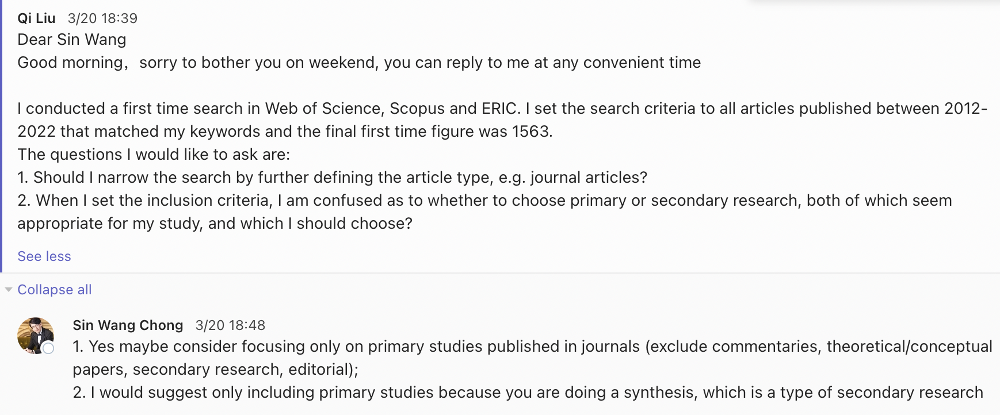 Qi Liu 3/20 18:39
Dear Sin Wang
Good morning，sorry to bother you on weekend, you can reply to me at any convenient time
I conducted a first time search in Web of Science, Scopus and ERIC. I set the search criteria to all articles published between 2012-
2022 that matched my keywords and the final first time figure was 1563.
The questions I would like to ask are:
1. Should I narrow the search by further defining the article type, e.g. journal articles?
2. When I set the inclusion criteria, I am confused as to whether to choose primary or secondary research, both of which seem
appropriate for my study, and which I should choose?
See less
Collapse all
Sin Wang Chong 3/20 18:48
1. Yes maybe consider focusing only on primary studies published in journals (exclude commentaries, theoretical/conceptual
papers, secondary research, editorial);
2. I would suggest only including primary studies because you are doing a synthesis, which is a type of secondary research